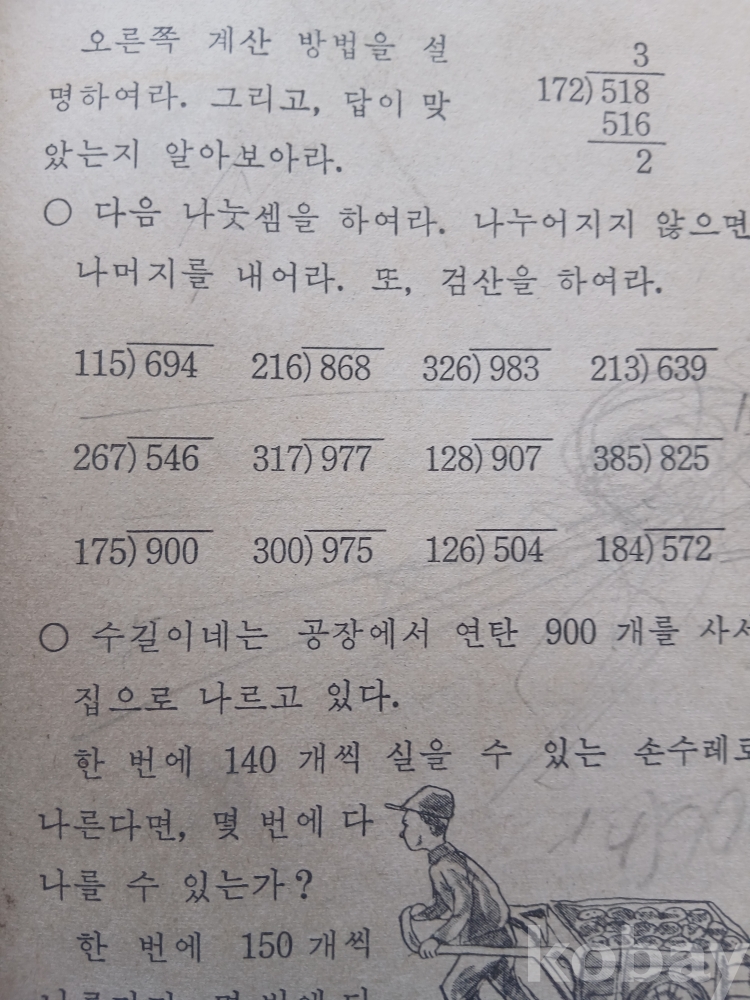 오른쪽 계산 방법을 설
명하여라. 그리고, 답이 맞
았는지 알아보아라.
3
172)518
516
2
○ 다음 나눗셈을 하여라. 나누어지지 않으면
나머지를 내어라. 또, 검산을 하여라.
115)694 216)868 326)983 213)639
267)546 317)977 128)907 385)825
175)900 300)975 126)504 184)572
○ 수길이네는 공장에서 연탄 900 개를 사서
집으로 나르고 있다.
한 번에 140 개씩 실을 수 있는 손수레로
나른다면, 몇 번에 다
나를 수 있는가?
한 번에 150 개씩
kobay